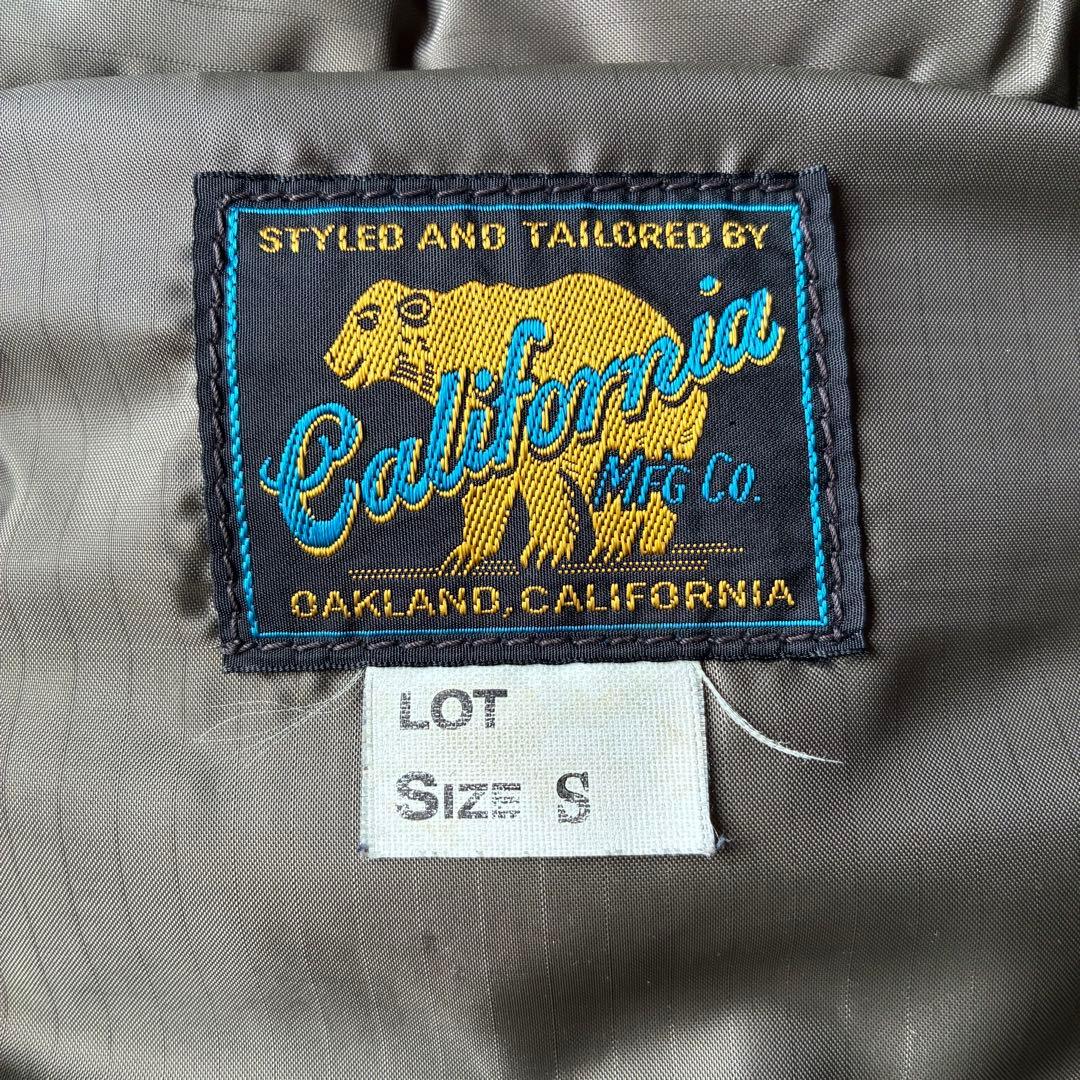 STYLED AND TAILORED BY
California
MFG CO.
OAKLAND, CALIFORNIA
LOT
SIZE S